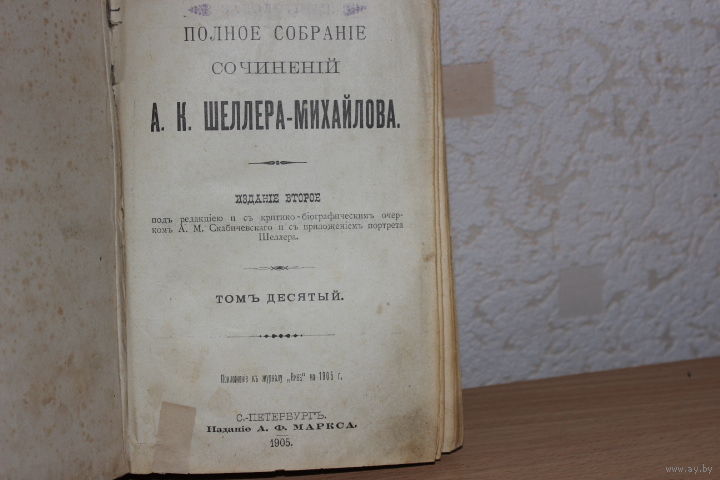 ПОЛНОЕ СОБРАНІЕ
СОЧИНЕНІЙ
А. К. ШЕЛЛЕРА-МИХАЙЛОВА.
ИЗДАНІЕ ВТОРОЕ
подъ редакціею и съ критико-біографическимъ очер-
комъ А. М. Скабичевскаго и съ приложеніемъ портрета
Шеллера.
ТОМЪ ДЕСЯТЫЙ.
Приложеніе къ журналу „Нива" на 1905 г.
С.-ПЕТЕРБУРГЪ.
Изданіе А. Ф. МАРКСА.
1905.
www.ay.by